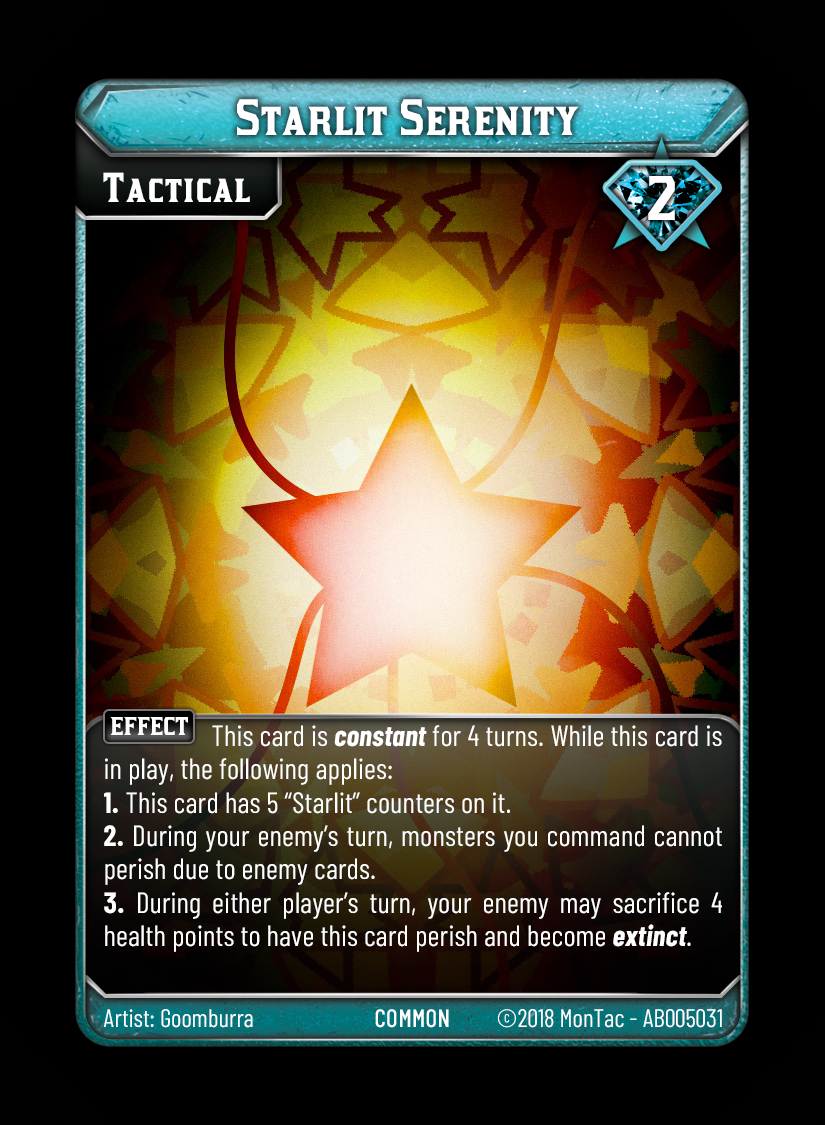 Starlit Serenity
Tactical
2
EFFECT This card is constant for 4 turns. While this card is
in play, the following applies:
1. This card has 5 “Starlit” counters on it.
2. During your enemy’s turn, monsters you command cannot
perish due to enemy cards.
3. During either player’s turn, your enemy may sacrifice 4
health points to have this card perish and become extinct.
Artist: Goomburra COMMON ©2018 MonTac - AB005031